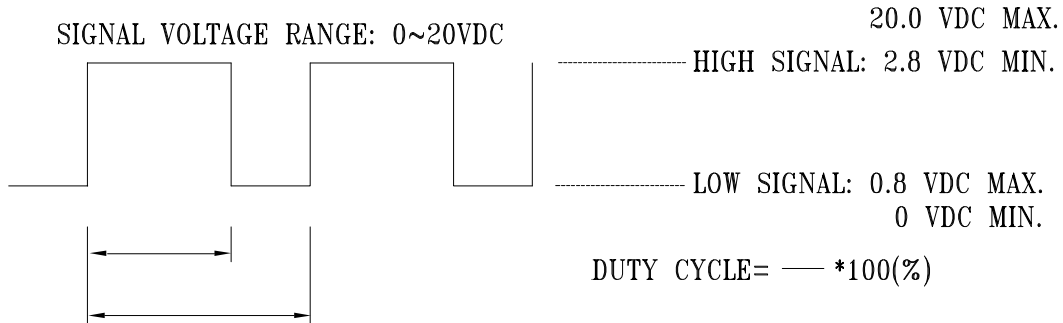 20.0 VDC MAX.
SIGNAL VOLTAGE RANGE: 0~20VDC
HIGH SIGNAL: 2.8 VDC MIN.
LOW SIGNAL: 0.8 VDC MAX.
0 VDC MIN.
DUTY CYCLE= — *100(%)